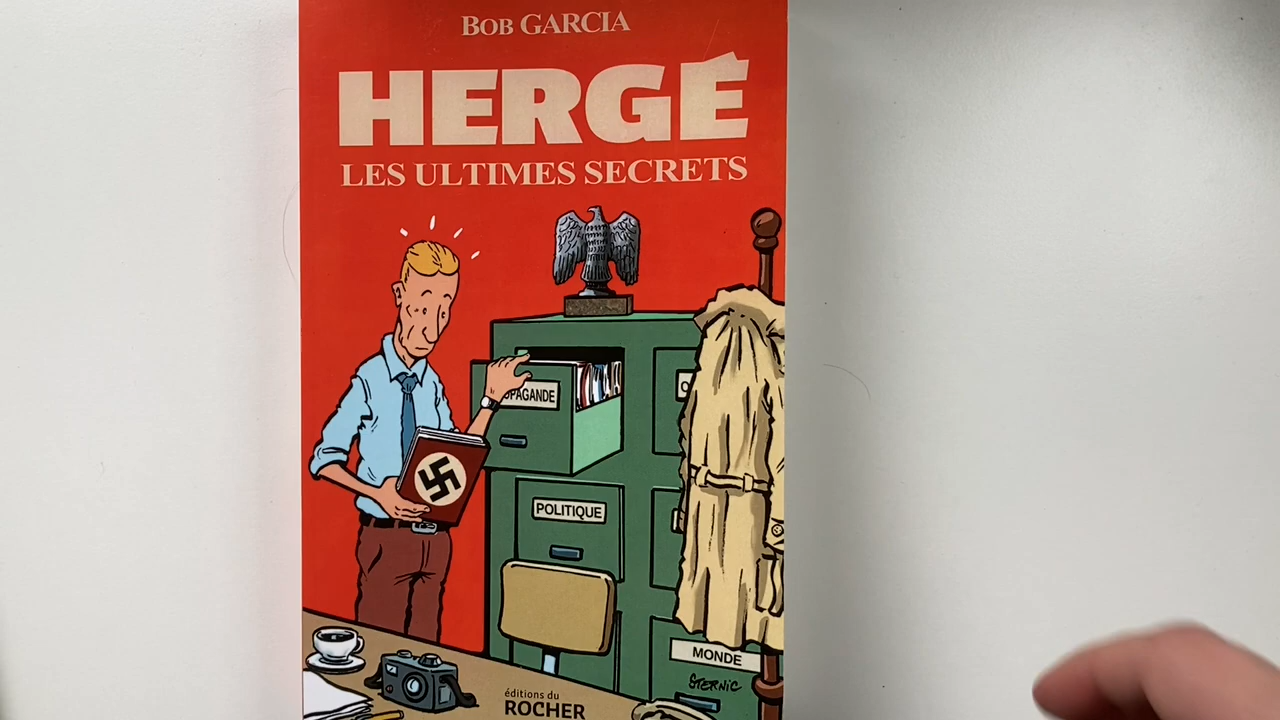 BOB GARCIA
HERGÉ
LES ULTIMES SECRETS
PAGANDE
POLITIQUE
MONDE
STERNIC
éditions du
ROCHER